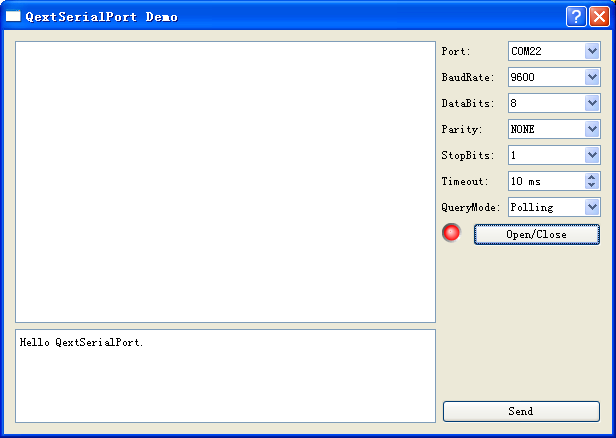 QextSerialPort Demo
Port: COM22
BaudRate: 9600
DataBits: 8
Parity: NONE
StopBits: 1
Timeout: 10 ms
QueryMode: Polling
Open/Close
Hello QextSerialPort.
Send